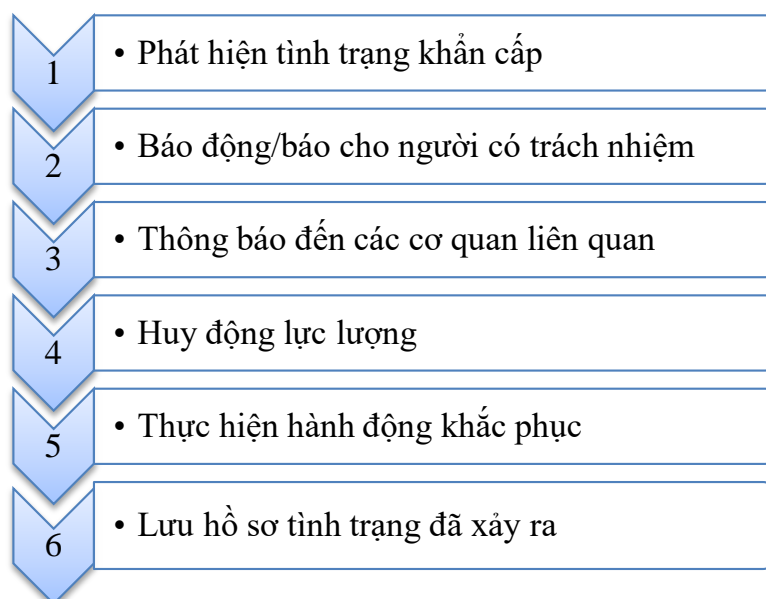 1
• Phát hiện tình trạng khẩn cấp
2
• Báo động/báo cho người có trách nhiệm
3
• Thông báo đến các cơ quan liên quan
4
• Huy động lực lượng
5
• Thực hiện hành động khắc phục
6
• Lưu hồ sơ tình trạng đã xảy ra